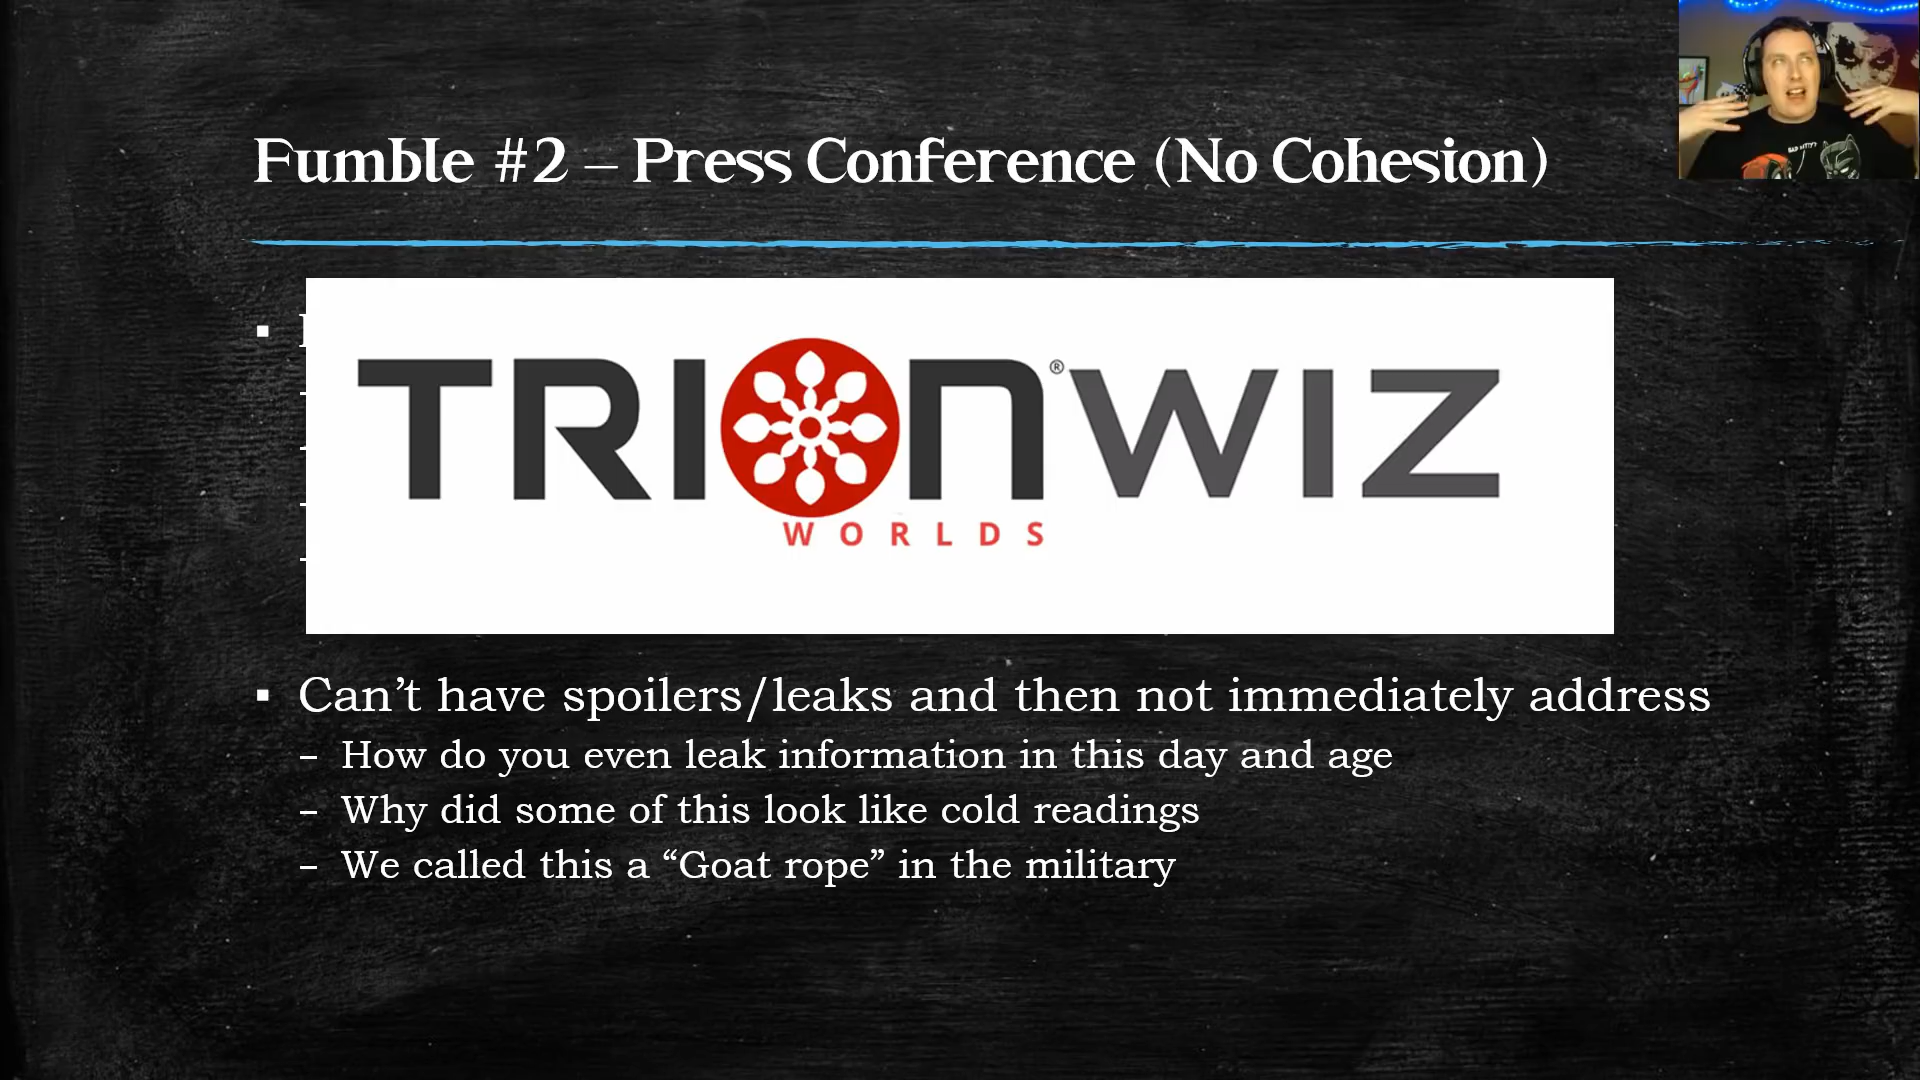 Fumble #2 – Press Conference (No Cohesion)
TRION® WIZ
WORLDS
▪ Can’t have spoilers/leaks and then not immediately address
– How do you even leak information in this day and age
– Why did some of this look like cold readings
– We called this a “Goat rope” in the military